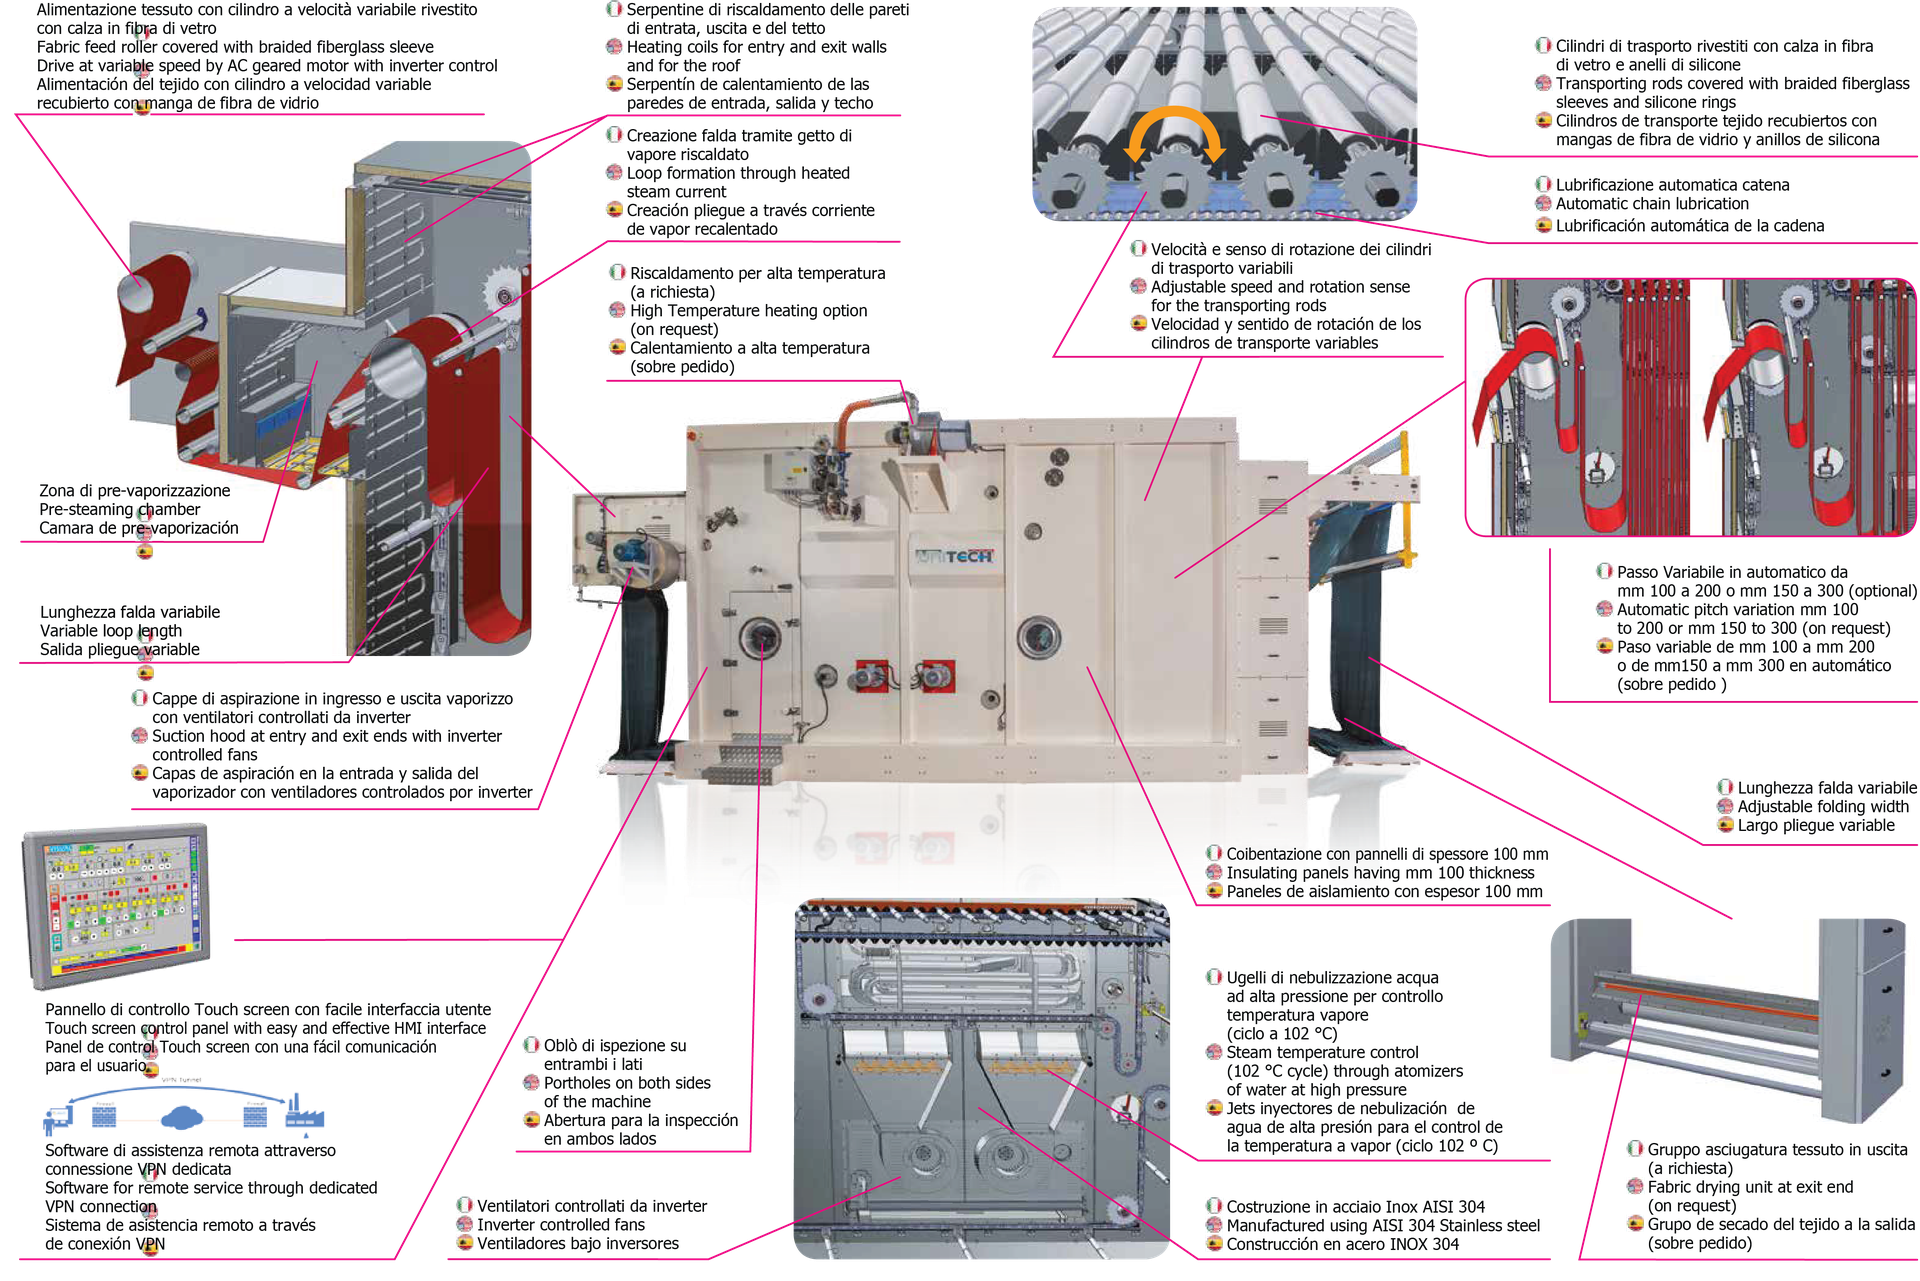 Alimentazione tessuto con cilindro a velocità variabile rivestito
con calza in fibra di vetro
Fabric feed roller covered with braided fiberglass sleeve
Drive at variable speed by AC geared motor with inverter control
Alimentación del tejido con cilindro a velocidad variable
recubierto con manga de fibra de vidrio
Serpentine di riscaldamento delle pareti
di entrata, uscita e del tetto
Heating coils for entry and exit walls
and for the roof
Serpentín de calentamiento de las
paredes de entrada, salida y techo
Creazione falda tramite getto di
vapore riscaldato
Loop formation through heated
steam current
Creación pliegue a través corriente
de vapor recalentado
Riscaldamento per alta temperatura
(a richiesta)
High Temperature heating option
(on request)
Calentamiento a alta temperatura
(sobre pedido)
Cilindri di trasporto rivestiti con calza in fibra
di vetro e anelli di silicone
Transporting rods covered with braided fiberglass
sleeves and silicone rings
Cilindros de transporte tejido recubiertos con
mangas de fibra de vidrio y anillos de silicona
Lubrificazione automatica catena
Automatic chain lubrication
Lubrificación automática de la cadena
Velocità e senso di rotazione dei cilindri
di trasporto variabili
Adjustable speed and rotation sense
for the transporting rods
Velocidad y sentido de rotación de los
cilindros de transporte variables
Zona di pre-vaporizzazione
Pre-steaming chamber
Camara de pre-vaporización
UNITECH
Passo Variabile in automatico da
mm 100 a 200 o mm 150 a 300 (optional)
Automatic pitch variation mm 100
to 200 or mm 150 to 300 (on request)
Paso variable de mm 100 a mm 200
o de mm150 a mm 300 en automático
(sobre pedido )
Lunghezza falda variabile
Variable loop length
Salida pliegue variable
Cappe di aspirazione in ingresso e uscita vaporizzo
con ventilatori controllati da inverter
Suction hood at entry and exit ends with inverter
controlled fans
Capas de aspiración en la entrada y salida del
vaporizador con ventiladores controlados por inverter
Lunghezza falda variabile
Adjustable folding width
Largo pliegue variable
Coibentazione con pannelli di spessore 100 mm
Insulating panels having mm 100 thickness
Paneles de aislamiento con espesor 100 mm
Pannello di controllo Touch screen con facile interfaccia utente
Touch screen control panel with easy and effective HMI interface
Panel de control Touch screen con una fácil comunicación
para el usuario
VPN Tunnel
Software di assistenza remota attraverso
connessione VPN dedicata
Software for remote service through dedicated
VPN connection
Sistema de asistencia remoto a través
de conexión VPN
Oblò di ispezione su
entrambi i lati
Portholes on both sides
of the machine
Abertura para la inspección
en ambos lados
Ventilatori controllati da inverter
Inverter controlled fans
Ventiladores bajo inversores
Ugelli di nebulizzazione acqua
ad alta pressione per controllo
temperatura vapore
(ciclo a 102 °C)
Steam temperature control
(102 °C cycle) through atomizers
of water at high pressure
Jets inyectores de nebulización de
agua de alta presión para el control de
la temperatura a vapor (ciclo 102 º C)
Costruzione in acciaio Inox AISI 304
Manufactured using AISI 304 Stainless steel
Construcción en acero INOX 304
Gruppo asciugatura tessuto in uscita
(a richiesta)
Fabric drying unit at exit end
(on request)
Grupo de secado del tejido a la salida
(sobre pedido)